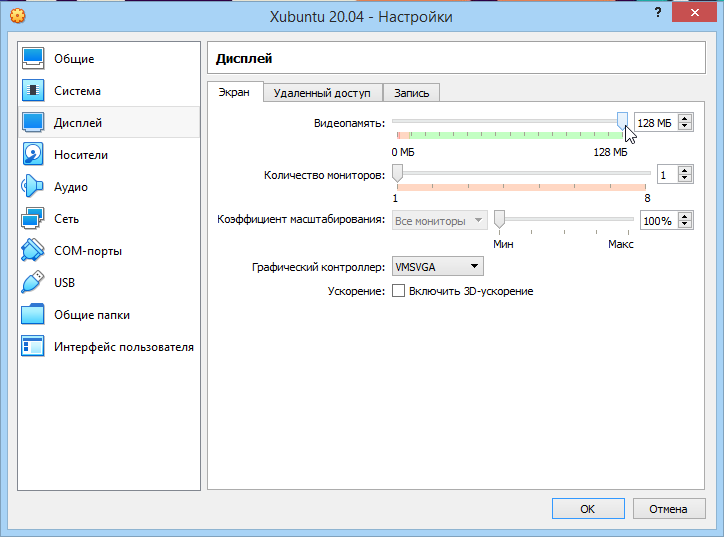 Xubuntu 20.04 - Настройки
?
Общие
Система
Дисплей
Носители
Аудио
Сеть
COM-порты
USB
Общие папки
Интерфейс пользователя
Дисплей
Экран Удаленный доступ Запись
Видеопамять: 128 МБ
0 МБ 128 МБ
Количество мониторов: 1
1 8
Коэффициент масштабирования: Все мониторы 100%
Мин Макс
Графический контроллер: VMSVGA
Ускорение: Включить 3D-ускорение
OK Отмена